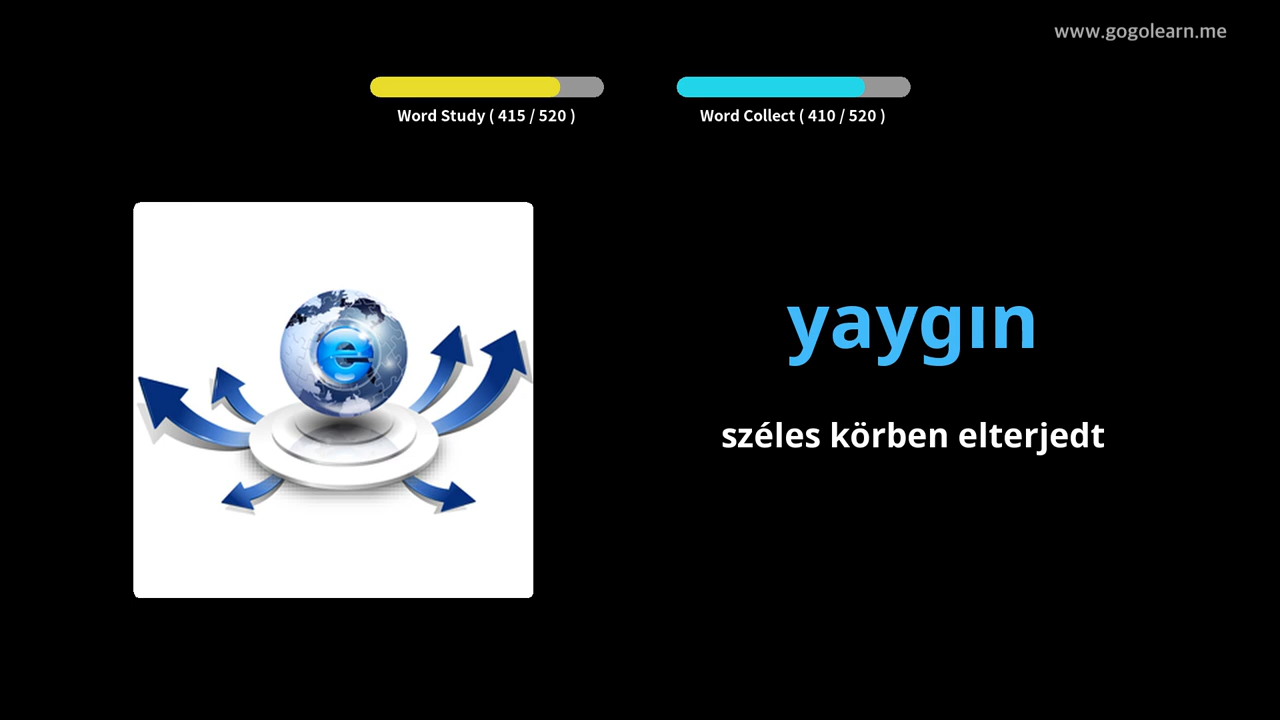 www.gogolearn.me
Word Study ( 415 / 520 )
Word Collect ( 410 / 520 )
e
yaygın
széles körben elterjedt